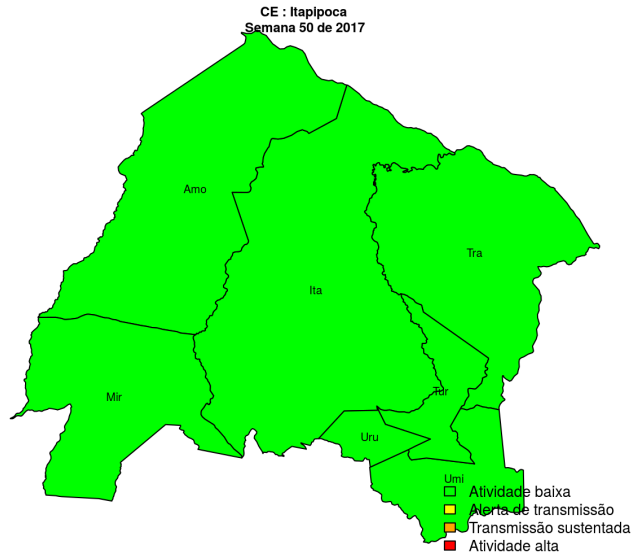 CE : Itapipoca
Semana 50 de 2017
Amo
Tra
Ita
Tur
Mir
Uru
Umi
Atividade baixa
Alerta de transmissão
Transmissão sustentada
Atividade alta